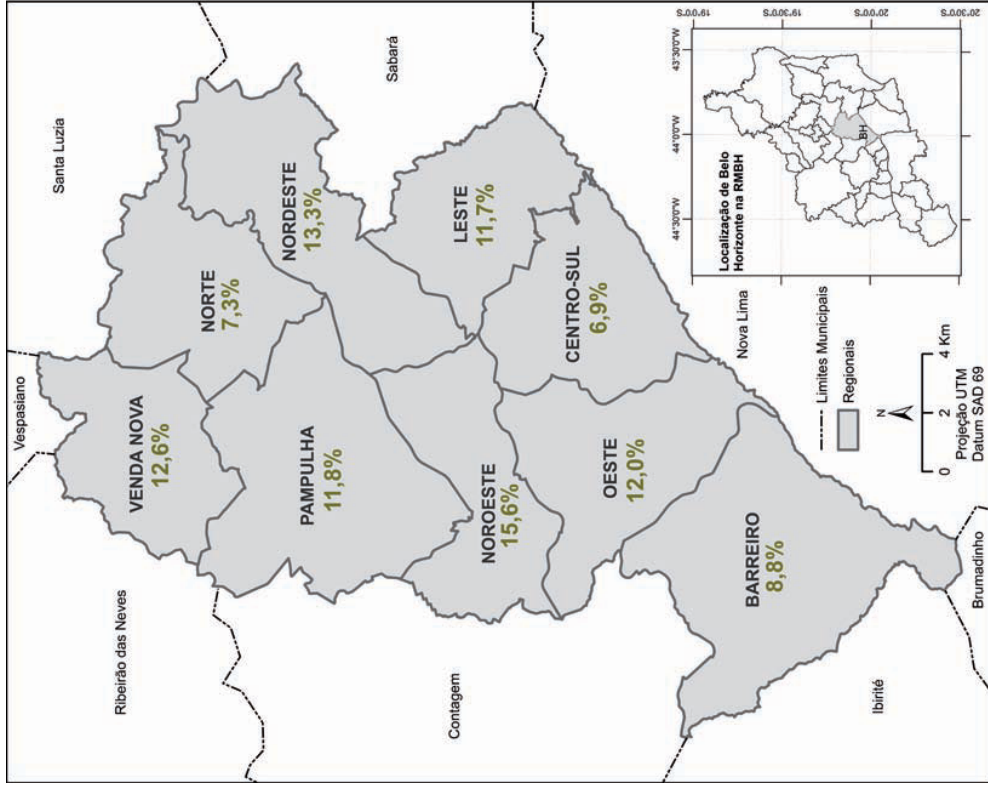 Vespasiano
Santa Luzia
Ribeirão das Neves
VENDA NOVA
12,6%
NORTE
7,3%
NORDESTE
13,3%
PAMPULHA
11,8%
Sabará
Contagem
NOROESTE
15,6%
LESTE
11,7%
CENTRO-SUL
6,9%
OESTE
12,0%
BARREIRO
8,8%
Ibirité
Brumadinho
Nova Lima
Limites Municipais
Regionais
N
0 2 4 Km
Projeção UTM
Datum SAD 69
Localização de Belo
Horizonte na RMBH
BH
44°30'0"W 44°0'0"W 43°30'0"W
19°0'0"S
19°30'0"S
20°0'0"S
20°30'0"S